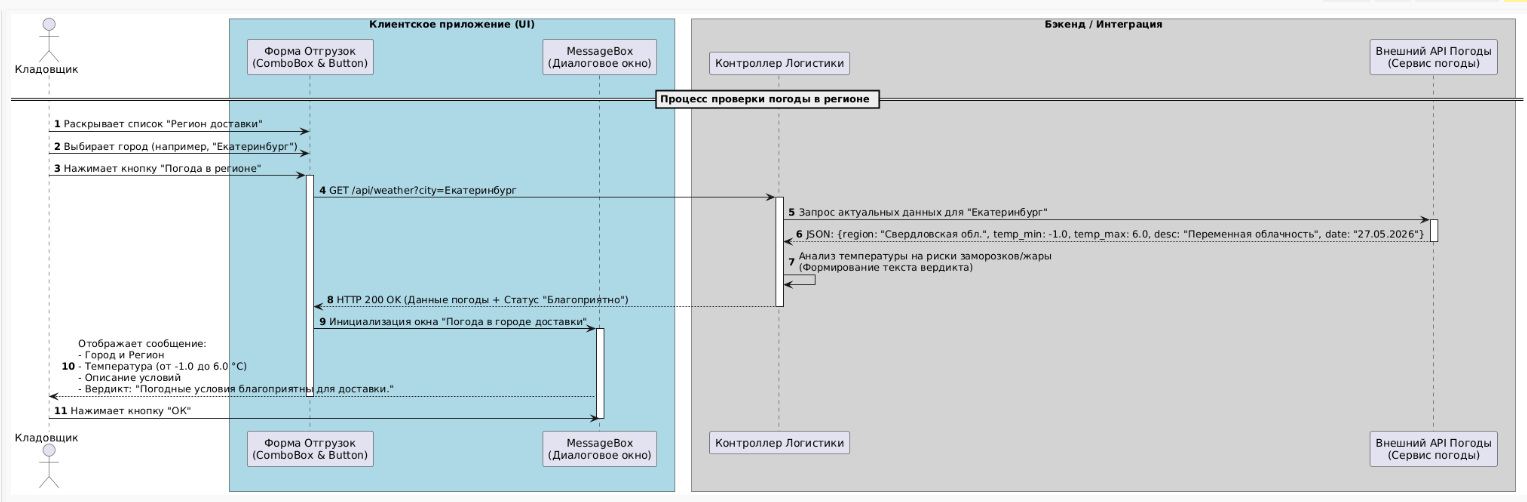 Клиентское приложение (UI)
Бэкенд / Интеграция
Кладовщик
Форма Отгрузок
(ComboBox & Button)
MessageBox
(Диалоговое окно)
Контроллер Логистики
Внешний API Погоды
(Сервис погоды)
Процесс проверки погоды в регионе
1 Раскрывает список "Регион доставки"
2 Выбирает город (например, "Екатеринбург")
3 Нажимает кнопку "Погода в регионе"
4 GET /api/weather?city=Екатеринбург
5 Запрос актуальных данных для "Екатеринбург"
6 JSON: {region: "Свердловская обл.", temp_min: -1.0, temp_max: 6.0, desc: "Переменная облачность", date: "27.05.2026"}
7 Анализ температуры на риски заморозков/жары
(Формирование текста вердикта)
8 HTTP 200 OK (Данные погоды + Статус "Благоприятно")
9 Инициализация окна "Погода в городе доставки"
Отображает сообщение:
- Город и Регион
10 - Температура (от -1.0 до 6.0 °C)
- Описание условий
- Вердикт: "Погодные условия благоприятны для доставки."
11 Нажимает кнопку "ОК"
Кладовщик
Форма Отгрузок
(ComboBox & Button)
MessageBox
(Диалоговое окно)
Контроллер Логистики
Внешний API Погоды
(Сервис погоды)